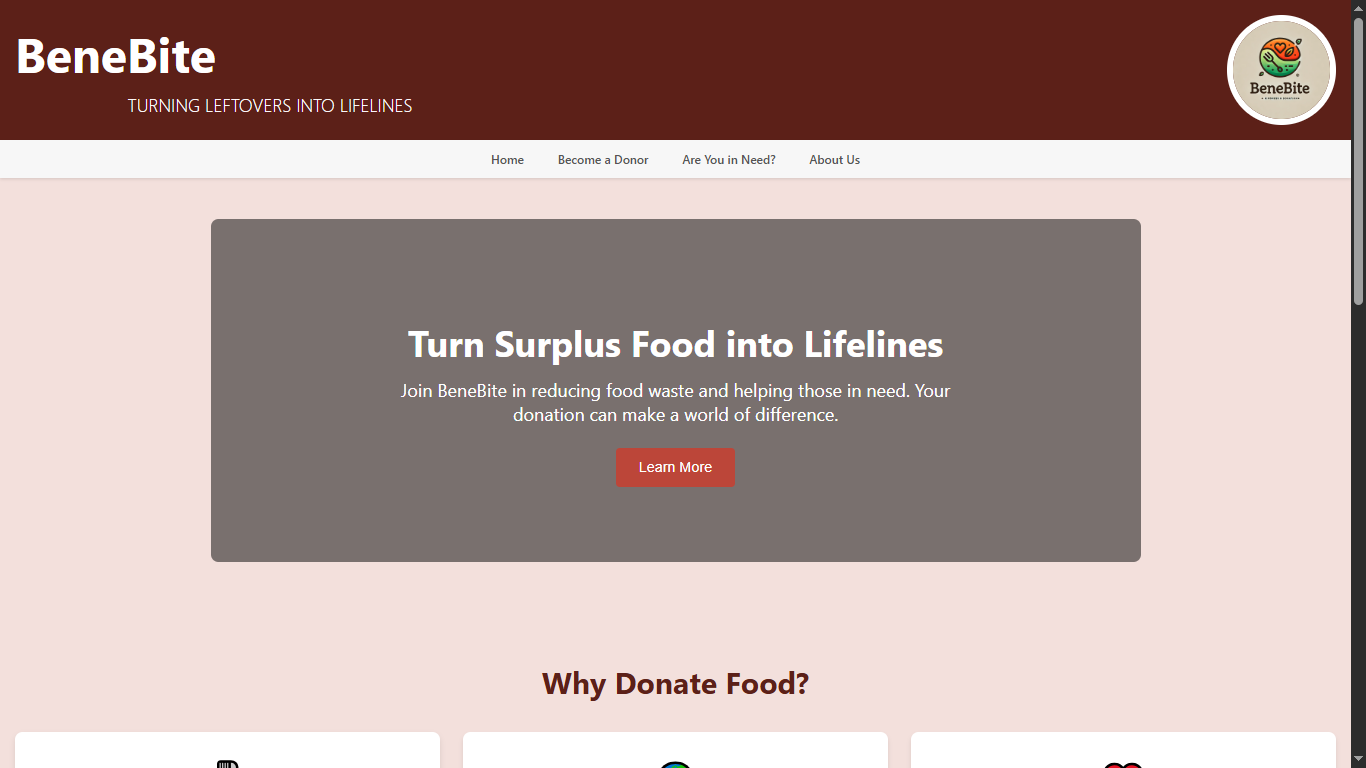 BeneBite
TURNING LEFTOVERS INTO LIFELINES
BeneBite
Home
Become a Donor
Are You in Need?
About Us
Turn Surplus Food into Lifelines
Join BeneBite in reducing food waste and helping those in need. Your
donation can make a world of difference.
Learn More
Why Donate Food?